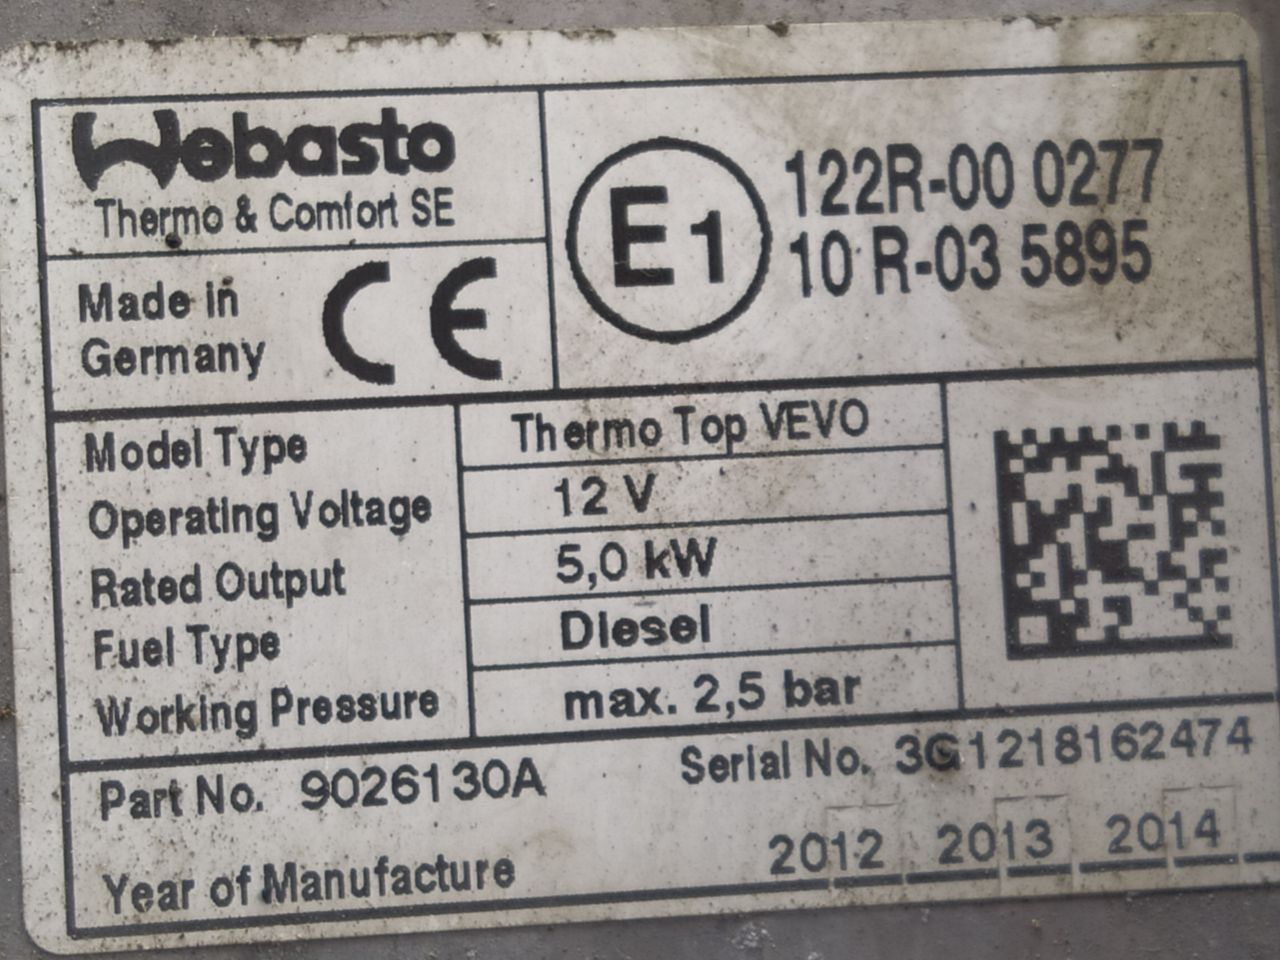 Webasto
Thermo & Comfort SE
Made in
Germany
CE
E1
122R-00 0277
10 R-03 5895
Model Type Thermo Top VEVO
Operating Voltage 12 V
Rated Output 5,0 kW
Fuel Type Diesel
Working Pressure max. 2,5 bar
Part No. 9026130A Serial No. 3G1218162474
Year of Manufacture 2012 2013 2014